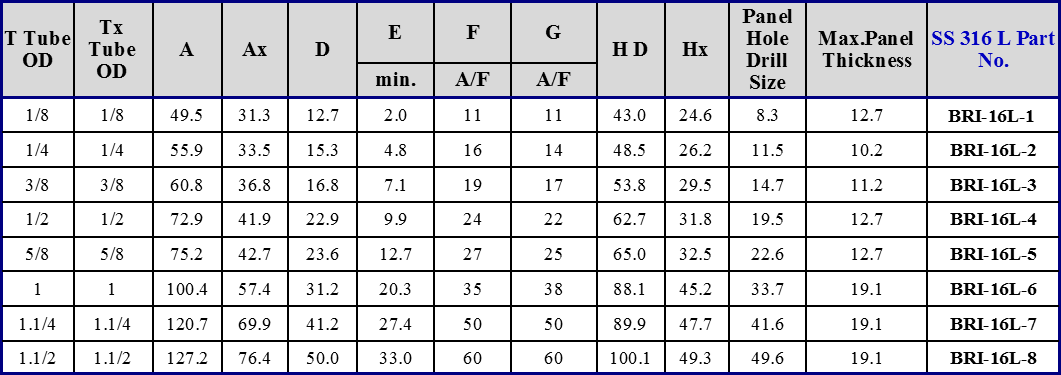 T Tube OD Tx Tube OD A Ax D E F G H D Hx Panel Hole Drill Size Max.Panel Thickness SS 316 L Part No.
min. A/F A/F
1/8 1/8 49.5 31.3 12.7 2.0 11 11 43.0 24.6 8.3 12.7 BRI-16L-1
1/4 1/4 55.9 33.5 15.3 4.8 16 14 48.5 26.2 11.5 10.2 BRI-16L-2
3/8 3/8 60.8 36.8 16.8 7.1 19 17 53.8 29.5 14.7 11.2 BRI-16L-3
1/2 1/2 72.9 41.9 22.9 9.9 24 22 62.7 31.8 19.5 12.7 BRI-16L-4
5/8 5/8 75.2 42.7 23.6 12.7 27 25 65.0 32.5 22.6 12.7 BRI-16L-5
1 1 100.4 57.4 31.2 20.3 35 38 88.1 45.2 33.7 19.1 BRI-16L-6
1.1/4 1.1/4 120.7 69.9 41.2 27.4 50 50 89.9 47.7 41.6 19.1 BRI-16L-7
1.1/2 1.1/2 127.2 76.4 50.0 33.0 60 60 100.1 49.3 49.6 19.1 BRI-16L-8